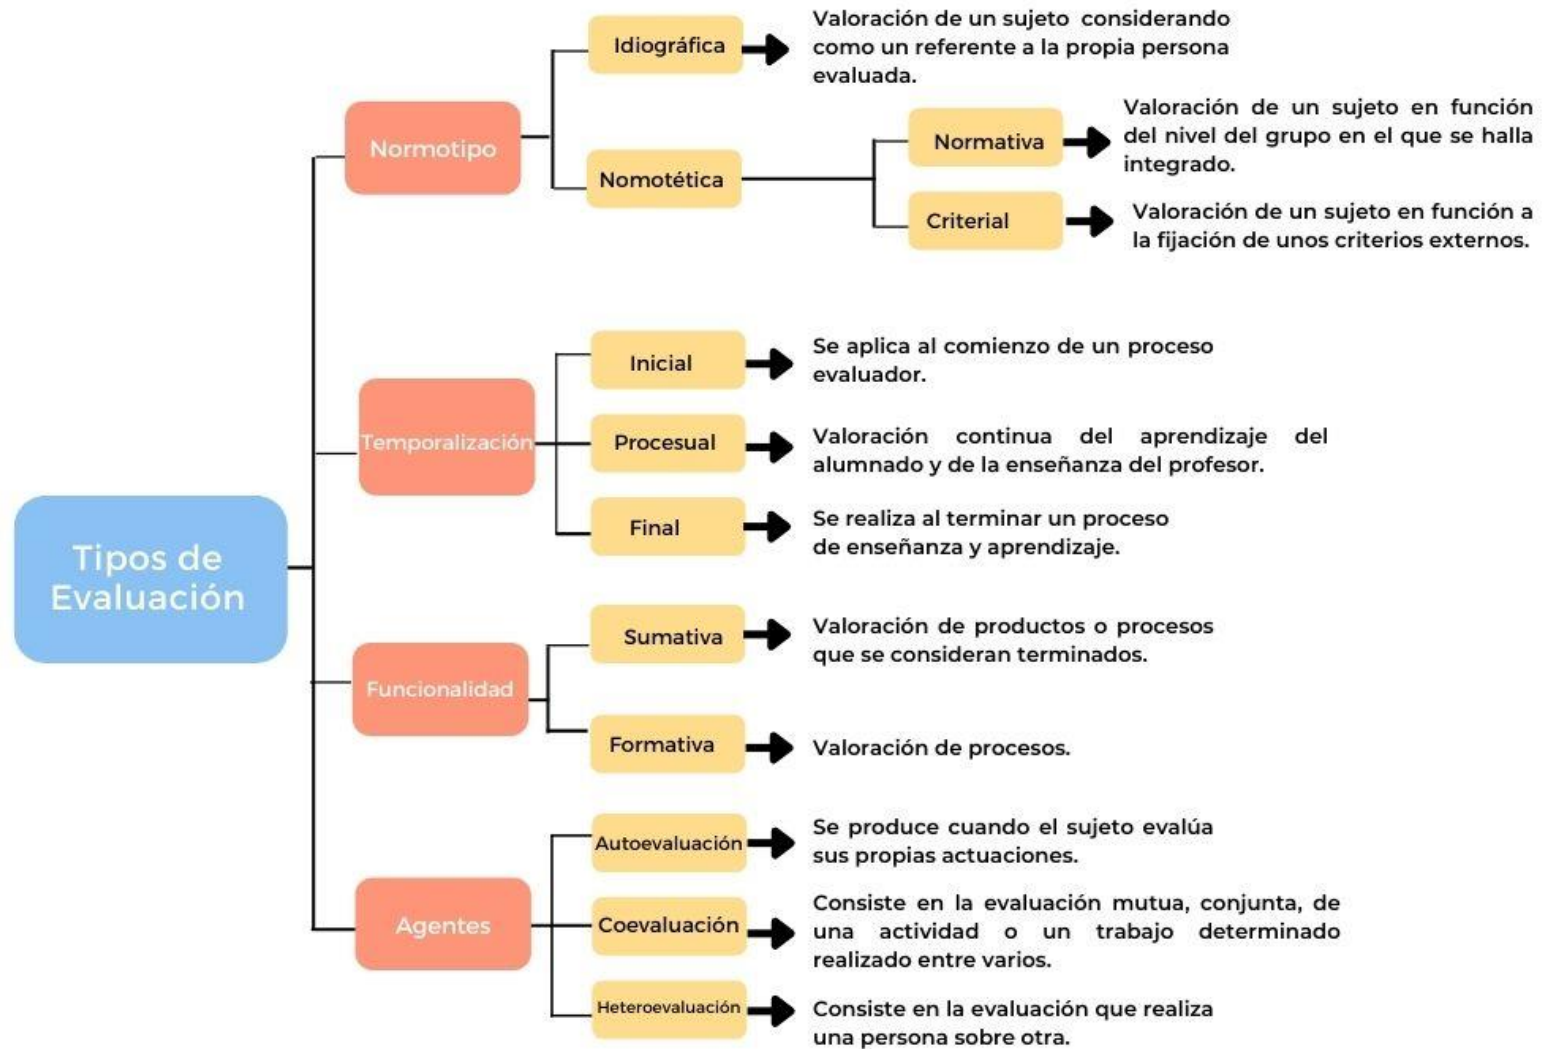 Tipos de
Evaluación
Normotipo
Idiográfica
Valoración de un sujeto considerando
como un referente a la propia persona
evaluada.
Nomotética
Normativa
Valoración de un sujeto en función
del nivel del grupo en el que se halla
integrado.
Criterial
Valoración de un sujeto en función a
la fijación de unos criterios externos.
Temporalización
Inicial
Se aplica al comienzo de un proceso
evaluador.
Procesual
Valoración continua del aprendizaje del
alumnado y de la enseñanza del profesor.
Final
Se realiza al terminar un proceso
de enseñanza y aprendizaje.
Funcionalidad
Sumativa
Valoración de productos o procesos
que se consideran terminados.
Formativa
Valoración de procesos.
Agentes
Autoevaluación
Se produce cuando el sujeto evalúa
sus propias actuaciones.
Coevaluación
Consiste en la evaluación mutua, conjunta, de
una actividad o un trabajo determinado
realizado entre varios.
Heteroevaluación
Consiste en la evaluación que realiza
una persona sobre otra.